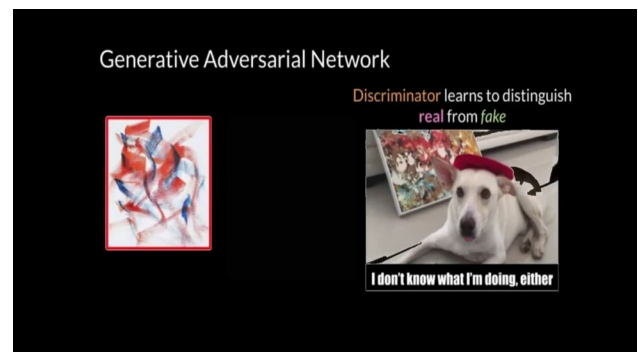 Generative Adversarial Network
Discriminator learns to distinguish
real from fake
I don't know what I'm doing, either